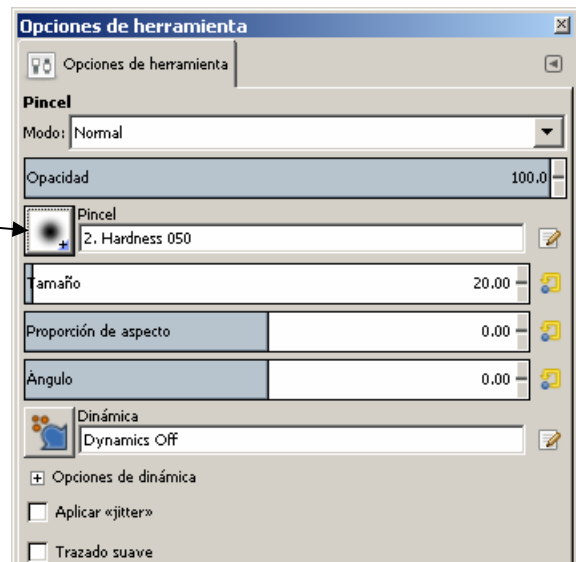 Opciones de herramienta
Opciones de herramienta
Pincel
Modo: Normal
Opacidad 100.0
Pincel
2. Hardness 050
Tamaño 20.00
Proporción de aspecto 0.00
Ángulo 0.00
Dinámica
Dynamics Off
Opciones de dinámica
Aplicar «jitter»
Trazado suave